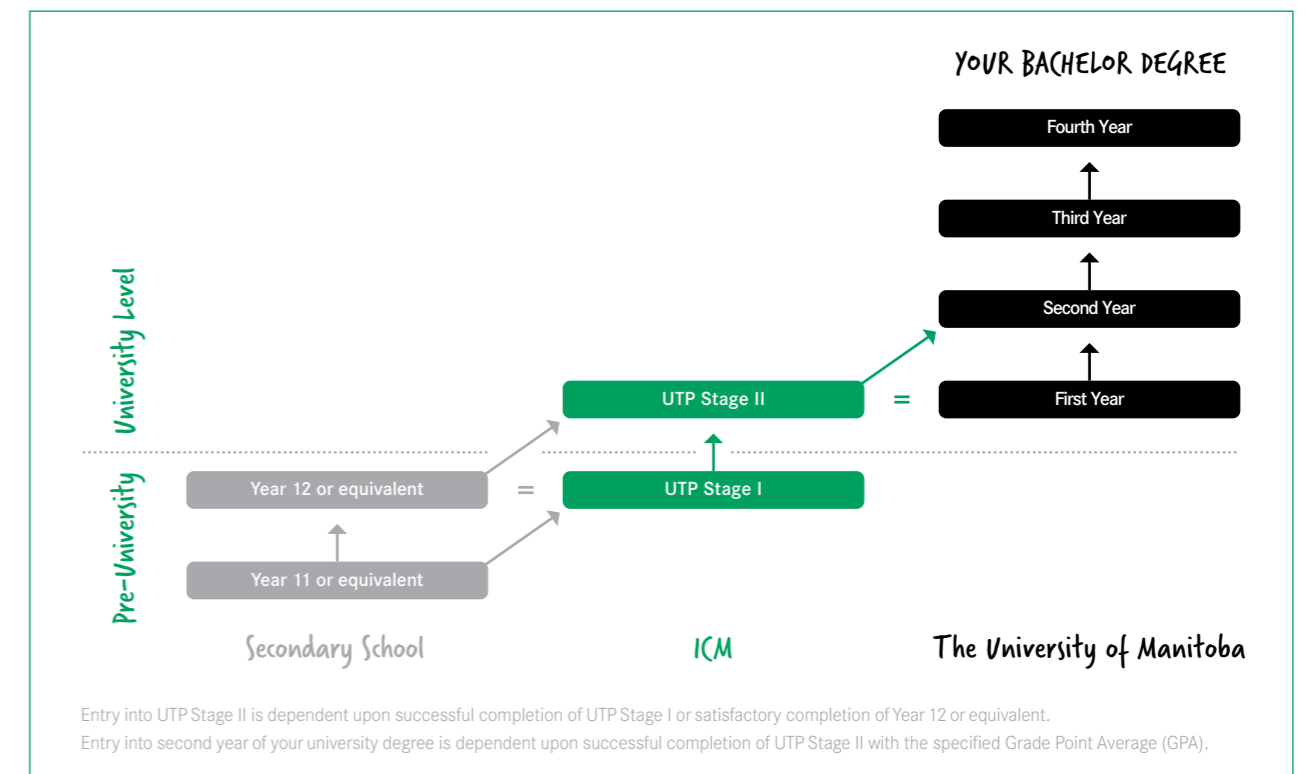 YOUR BACHELOR DEGREE
Fourth Year
Third Year
Second Year
University Level
UTP Stage II
=
First Year
Year 12 or equivalent
=
UTP Stage I
Pre-University
Year 11 or equivalent
Secondary School
ICM
The University of Manitoba
Entry into UTP Stage II is dependent upon successful completion of UTP Stage I or satisfactory completion of Year 12 or equivalent.
Entry into second year of your university degree is dependent upon successful completion of UTP Stage II with the specified Grade Point Average (GPA).